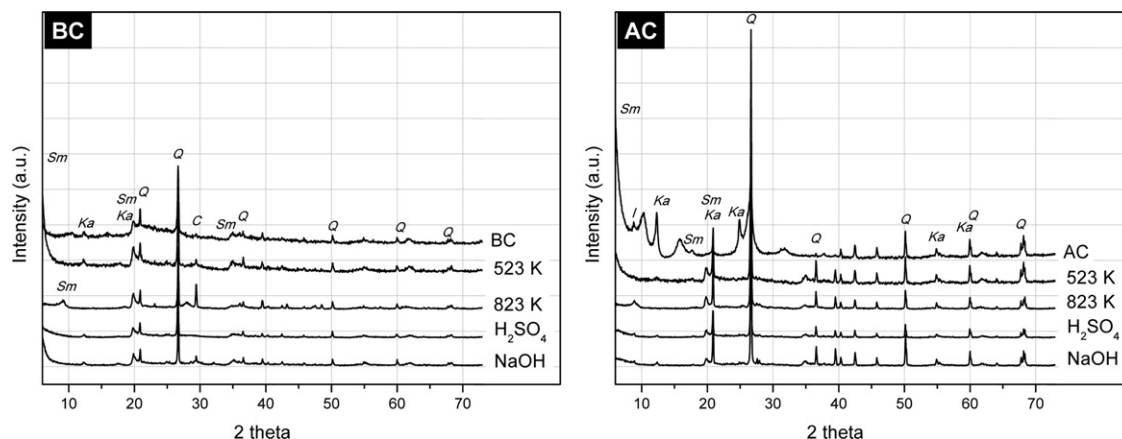 BC
Intensity (a.u.)
Sm
Ka
Sm
Ka
Q
Q
C
Sm
Q
Q
Q
Q
BC
523 K
Sm
823 K
H₂SO₄
NaOH
10 20 30 40 50 60 70
2 theta
AC
Intensity (a.u.)
Q
Sm
I
Ka
Sm
Sm
Ka
Ka
Q
Q
Ka
Ka
Q
Q
AC
523 K
823 K
H₂SO₄
NaOH
10 20 30 40 50 60 70
2 theta